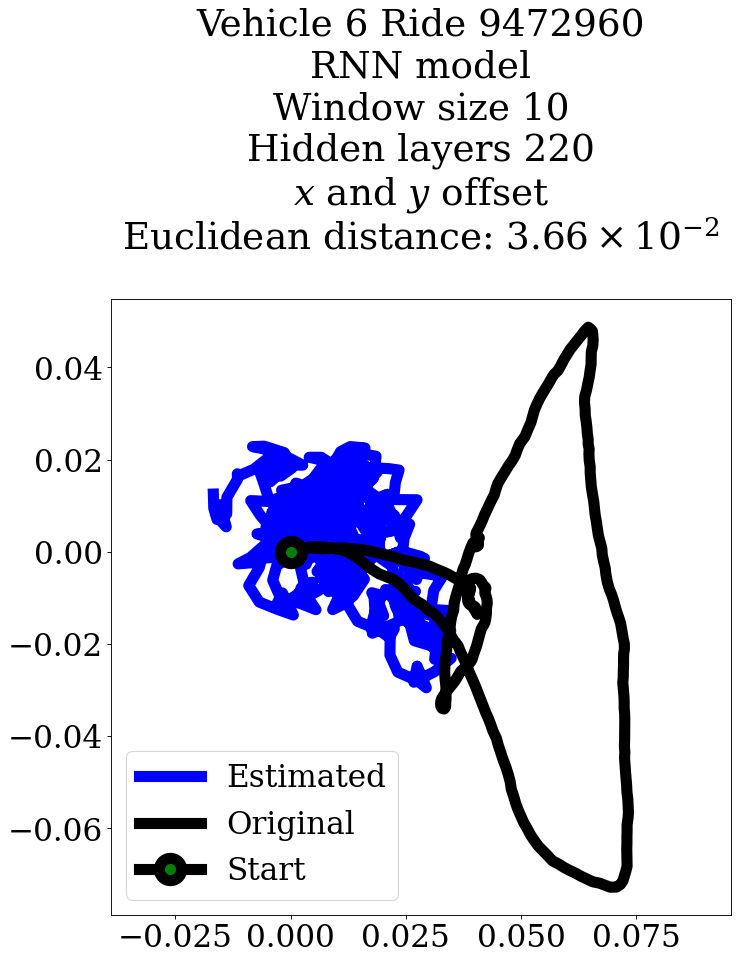 Vehicle 6 Ride 9472960
RNN model
Window size 10
Hidden layers 220
x and y offset
Euclidean distance: 3.66 × 10⁻²
0.04
0.02
0.00
−0.02
−0.04
−0.06
Estimated
Original
Start
−0.025 0.000 0.025 0.050 0.075